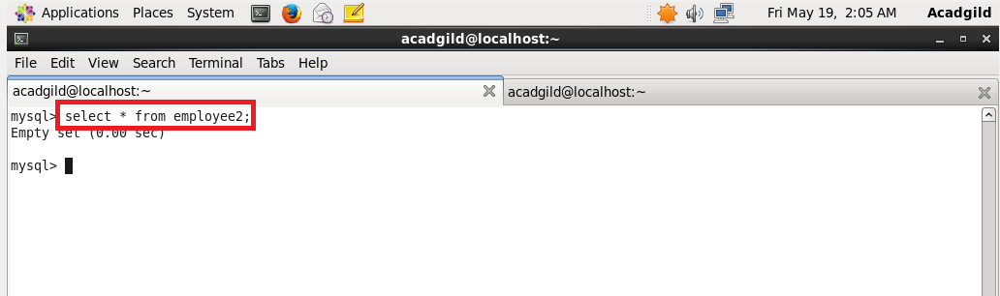 Applications Places System Fri May 19, 2:05 AM Acadgild
acadgild@localhost:~
File Edit View Search Terminal Tabs Help
acadgild@localhost:~ acadgild@localhost:~
mysql> select * from employee2;
Empty set (0.00 sec)
mysql>